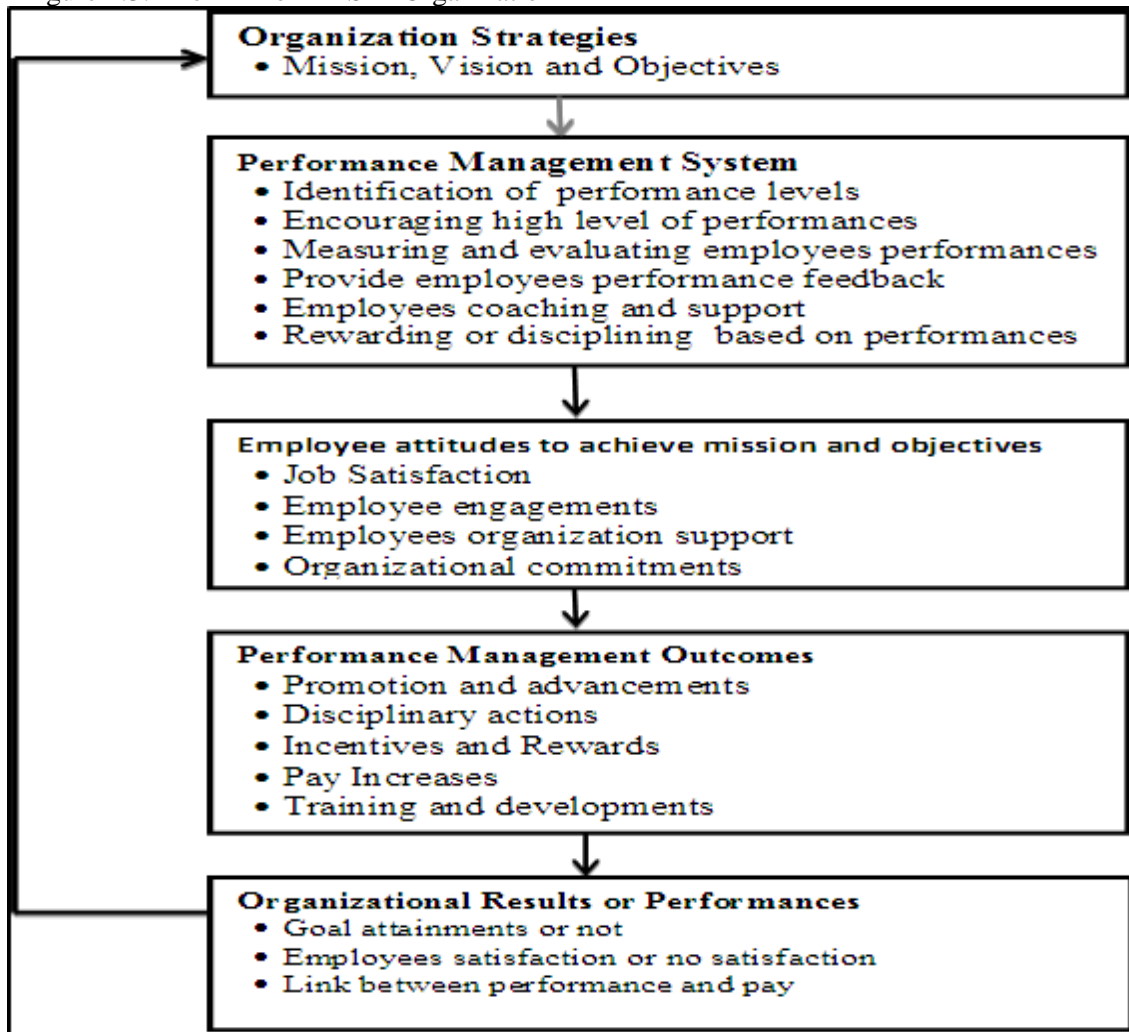 Organization Strategies
• Mission, Vision and Objectives
Performance Management System
• Identification of performance levels
• Encouraging high level of performances
• Measuring and evaluating employees performances
• Provide employees performance feedback
• Employees coaching and support
• Rewarding or disciplining based on performances
Employee attitudes to achieve mission and objectives
• Job Satisfaction
• Employee engagements
• Employees organization support
• Organizational commitments
Performance Management Outcomes
• Promotion and advancements
• Disciplinary actions
• Incentives and Rewards
• Pay Increases
• Training and developments
Organizational Results or Performances
• Goal attainments or not
• Employees satisfaction or no satisfaction
• Link between performance and pay